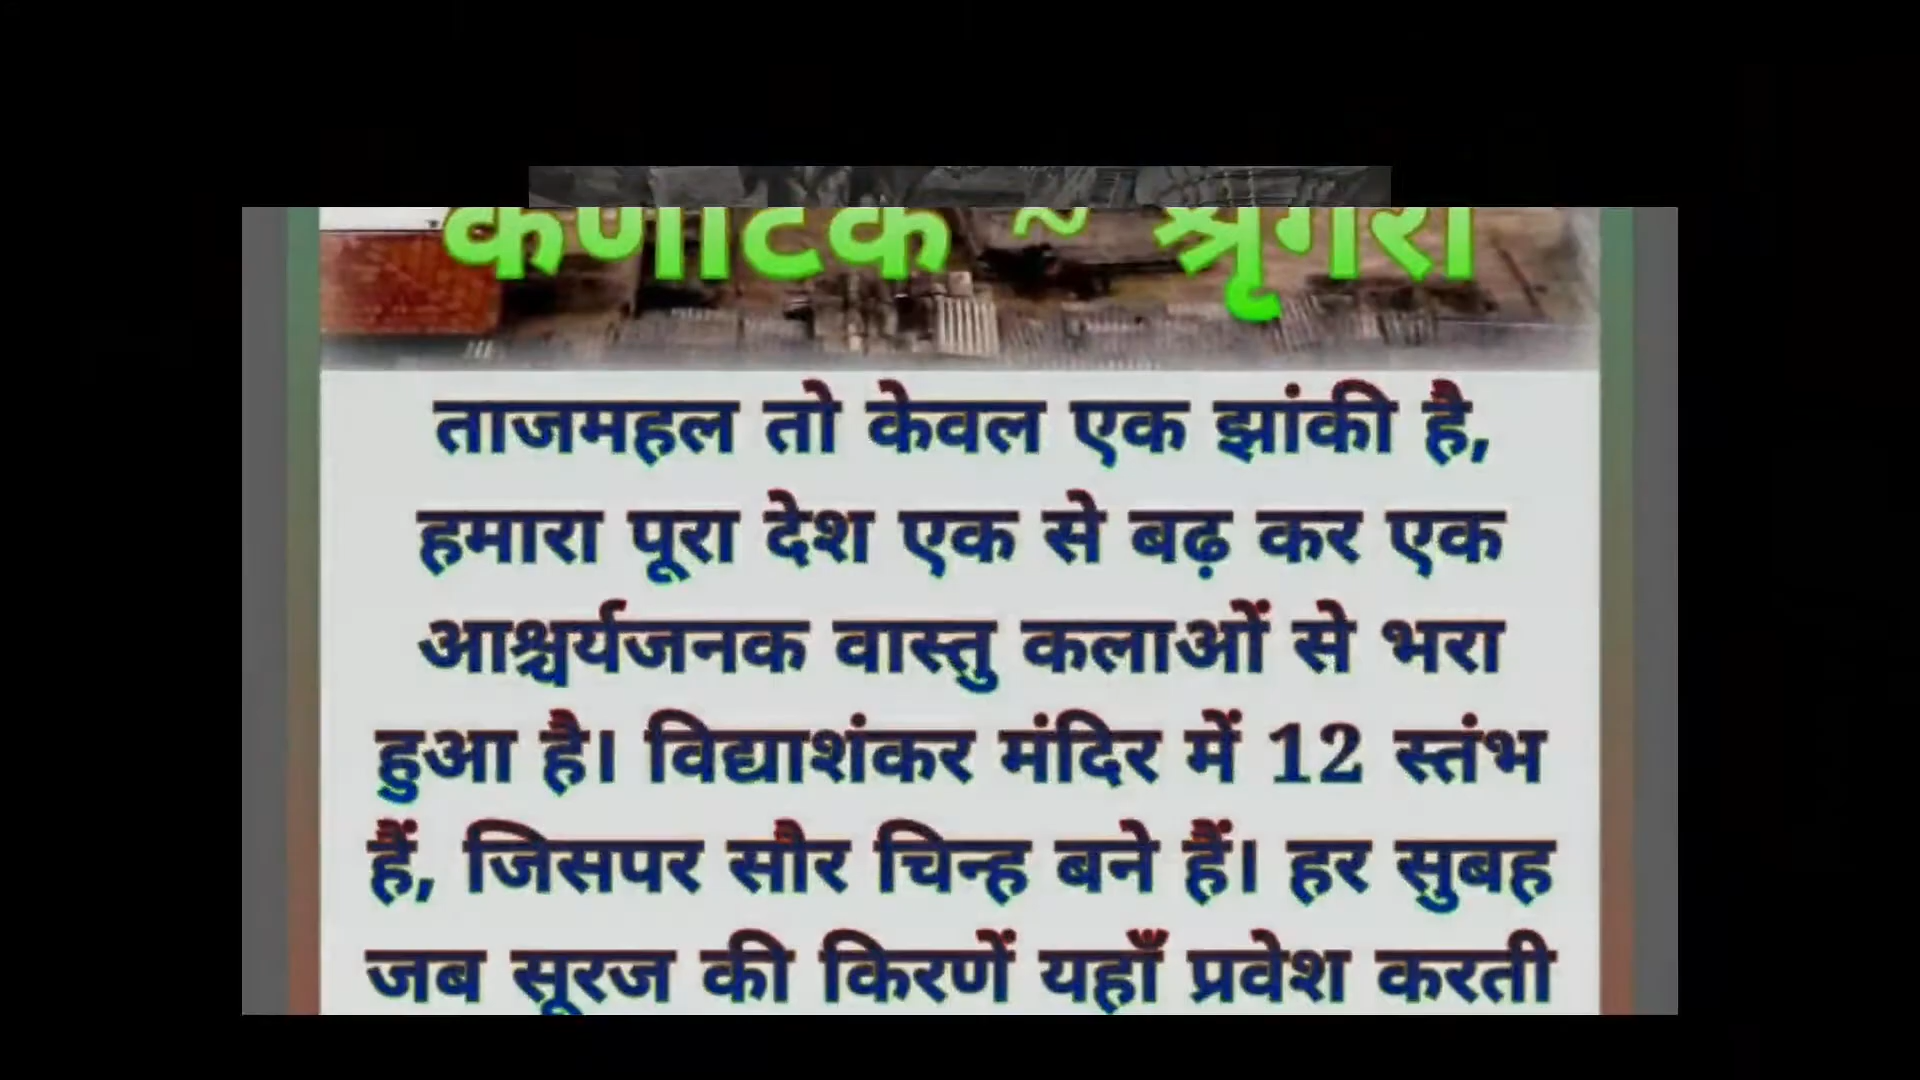 कर्णाटक ~ श्रृंगेरी
ताजमहल तो केवल एक झांकी है,
हमारा पूरा देश एक से बढ़ कर एक
आश्चर्यजनक वास्तु कलाओं से भरा
हुआ है। विद्याशंकर मंदिर में 12 स्तंभ
हैं, जिसपर सौर चिन्ह बने हैं। हर सुबह
जब सूरज की किरणें यहाँ प्रवेश करती